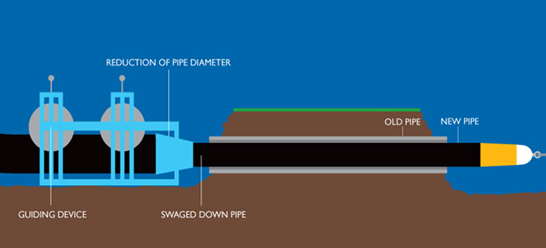 REDUCTION OF PIPE DIAMETER
OLD PIPE
NEW PIPE
GUIDING DEVICE
SWAGED DOWN PIPE